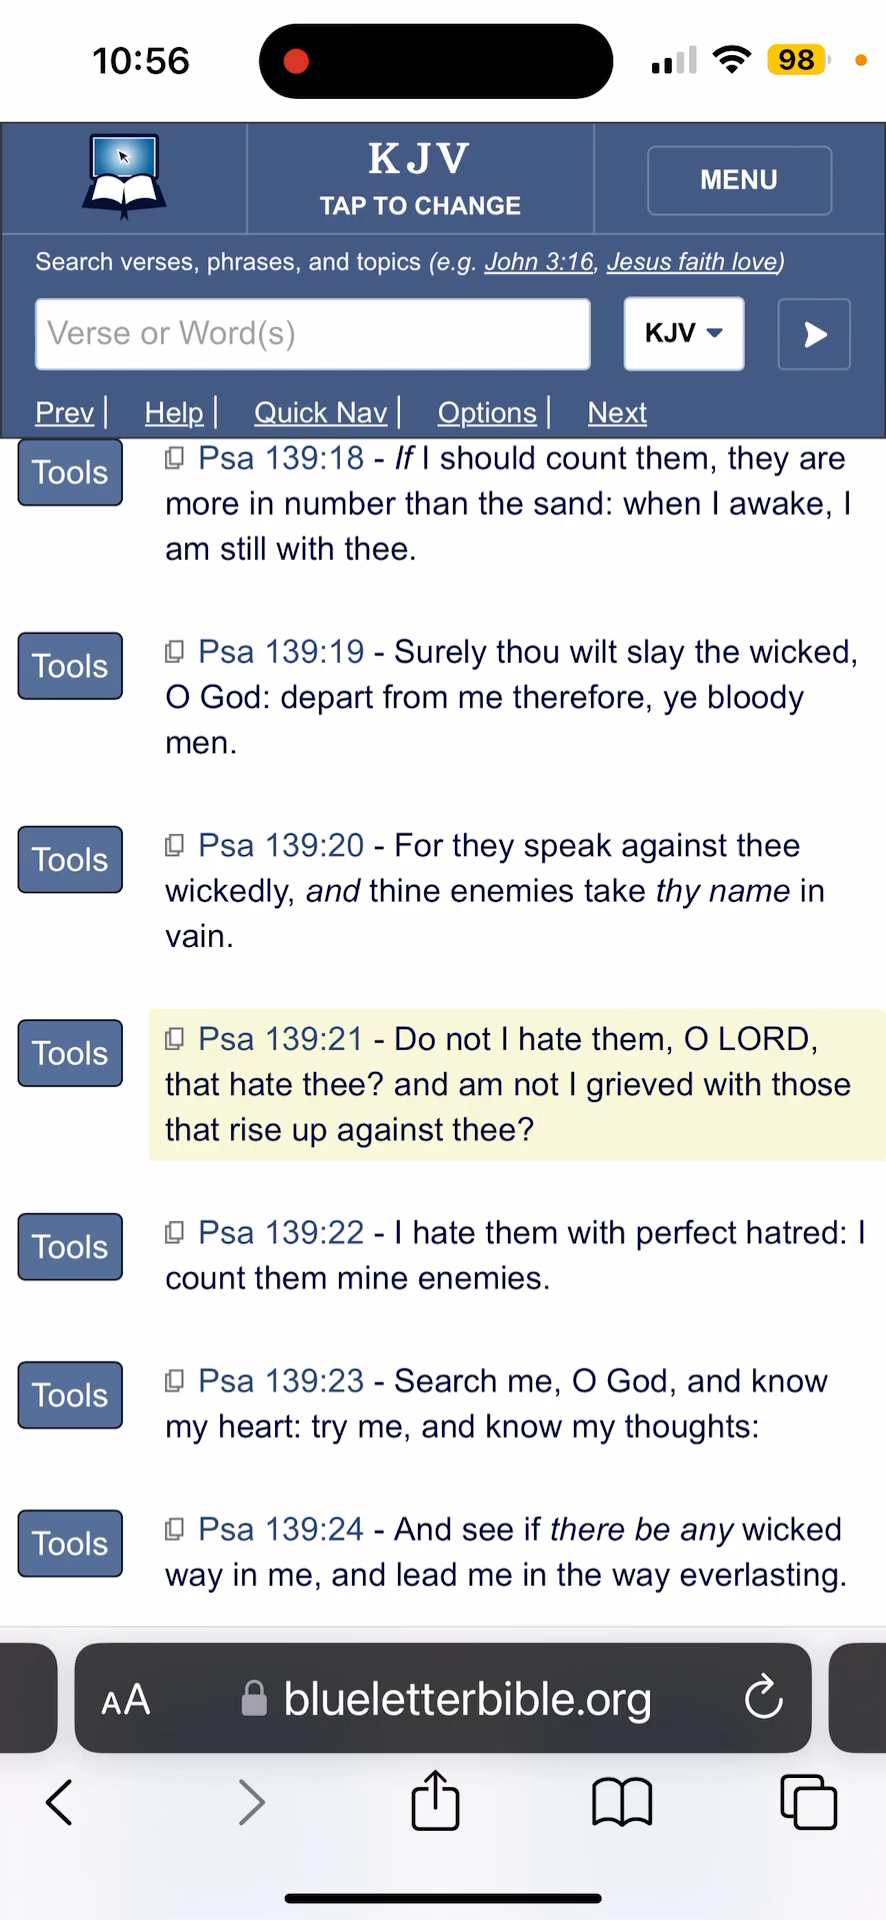 10:56
98
KJV
TAP TO CHANGE
MENU
Search verses, phrases, and topics (e.g. John 3:16, Jesus faith love)
Verse or Word(s)
KJV
Prev | Help | Quick Nav | Options | Next
Tools
Psa 139:18 - If I should count them, they are
more in number than the sand: when I awake, I
am still with thee.
Tools
Psa 139:19 - Surely thou wilt slay the wicked,
O God: depart from me therefore, ye bloody
men.
Tools
Psa 139:20 - For they speak against thee
wickedly, and thine enemies take thy name in
vain.
Tools
Psa 139:21 - Do not I hate them, O LORD,
that hate thee? and am not I grieved with those
that rise up against thee?
Tools
Psa 139:22 - I hate them with perfect hatred: I
count them mine enemies.
Tools
Psa 139:23 - Search me, O God, and know
my heart: try me, and know my thoughts:
Tools
Psa 139:24 - And see if there be any wicked
way in me, and lead me in the way everlasting.
AA
blueletterbible.org